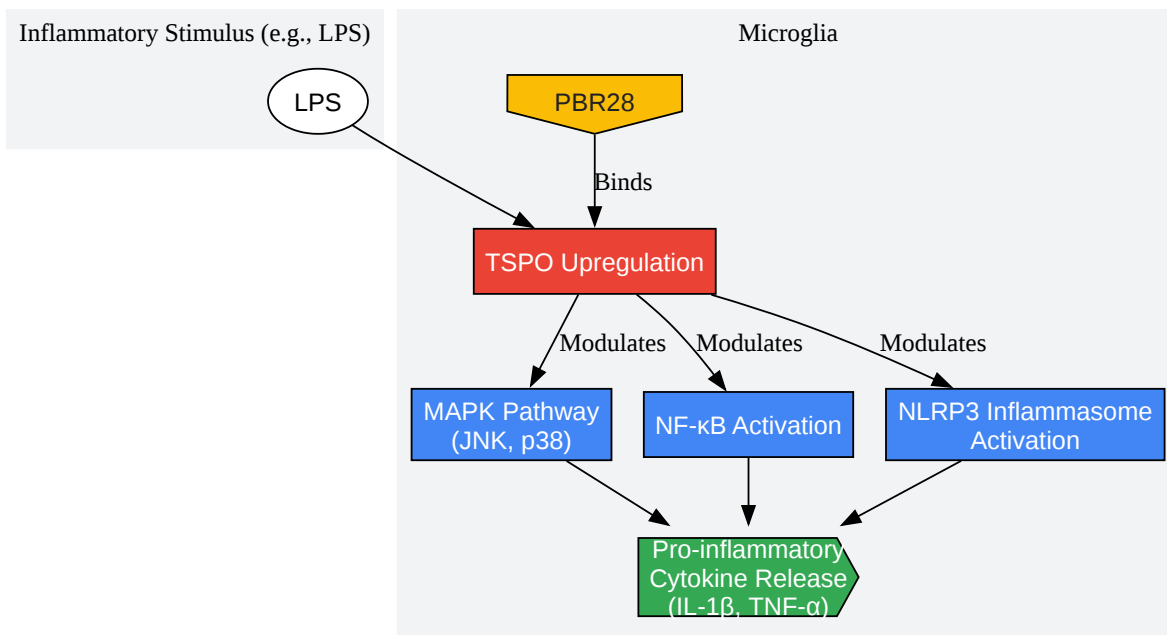 Inflammatory Stimulus (e.g., LPS)
Microglia
LPS
PBR28
Binds
TSPO Upregulation
Modulates
Modulates
Modulates
MAPK Pathway
(JNK, p38)
NF-κB Activation
NLRP3 Inflammasome
Activation
Pro-inflammatory
Cytokine Release
(IL-1β, TNF-α)